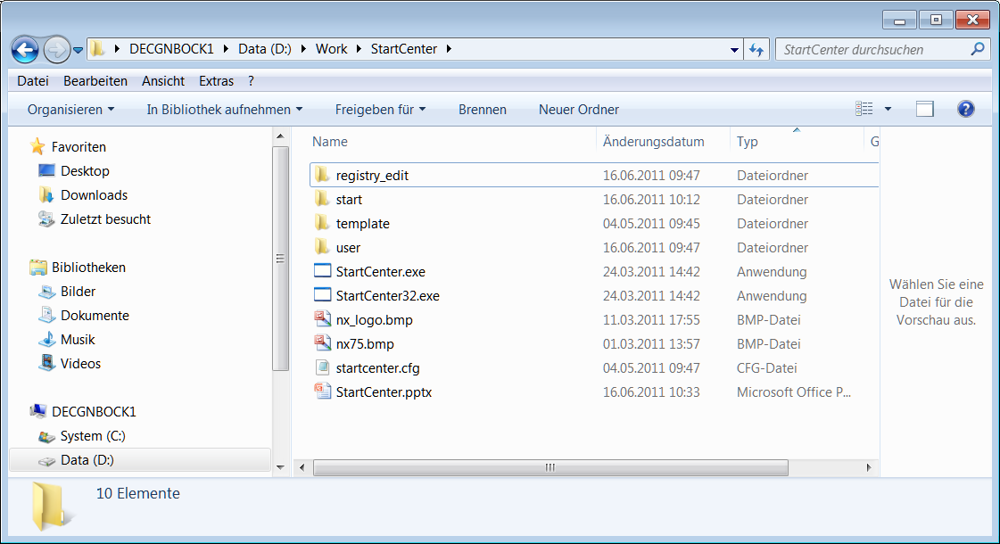 DECGNBOCK1 Data (D:) Work StartCenter
StartCenter durchsuchen
Datei Bearbeiten Ansicht Extras ?
Organisieren In Bibliothek aufnehmen Freigeben für Brennen Neuer Ordner
Favoriten
Desktop
Downloads
Zuletzt besucht
Bibliotheken
Bilder
Dokumente
Musik
Videos
DECGNBOCK1
System (C:)
Data (D:)
Name Änderungsdatum Typ G
registry_edit 16.06.2011 09:47 Dateiordner
start 16.06.2011 10:12 Dateiordner
template 04.05.2011 09:45 Dateiordner
user 16.06.2011 09:47 Dateiordner
StartCenter.exe 24.03.2011 14:42 Anwendung
StartCenter32.exe 24.03.2011 14:42 Anwendung
nx_logo.bmp 11.03.2011 17:55 BMP-Datei
nx75.bmp 01.03.2011 13:57 BMP-Datei
startcenter.cfg 04.05.2011 09:47 CFG-Datei
StartCenter.pptx 16.06.2011 10:33 Microsoft Office P...
Wählen Sie eine
Datei für die
Vorschau aus.
10 Elemente